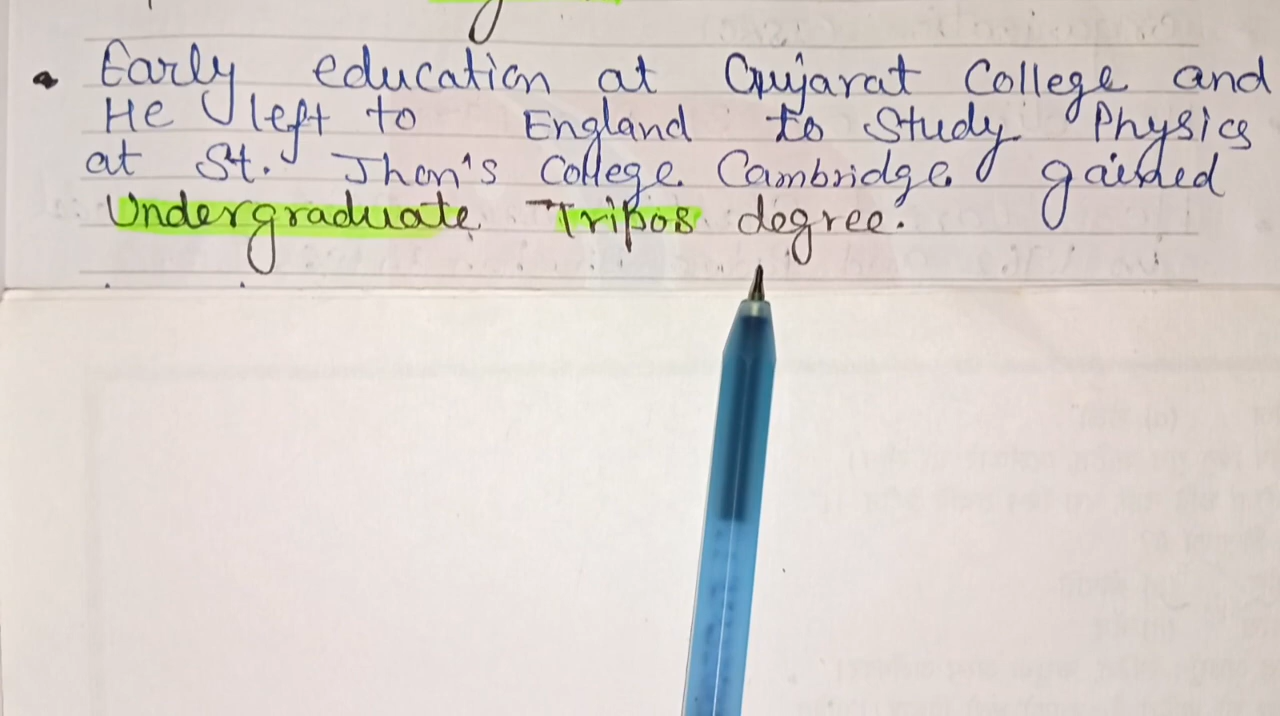 Early education at Gujarat College and
He left to England to Study Physics
at St. Jhon's College. Cambridge. gained
Undergraduate Tripos degree.